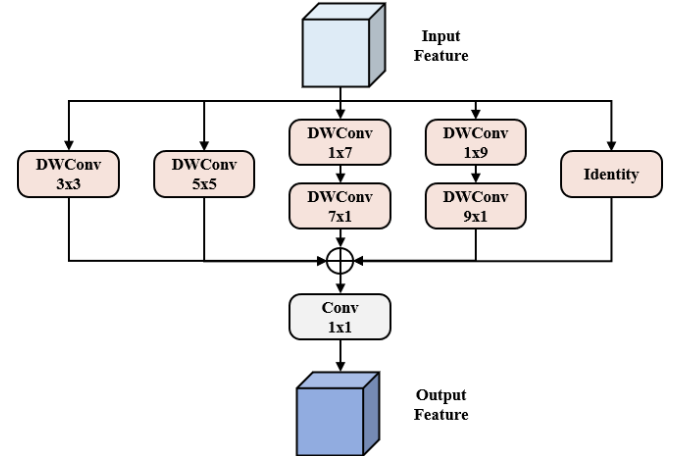 Input
Feature
DWConv
3x3
DWConv
5x5
DWConv
1x7
DWConv
7x1
DWConv
1x9
DWConv
9x1
Identity
Conv
1x1
Output
Feature